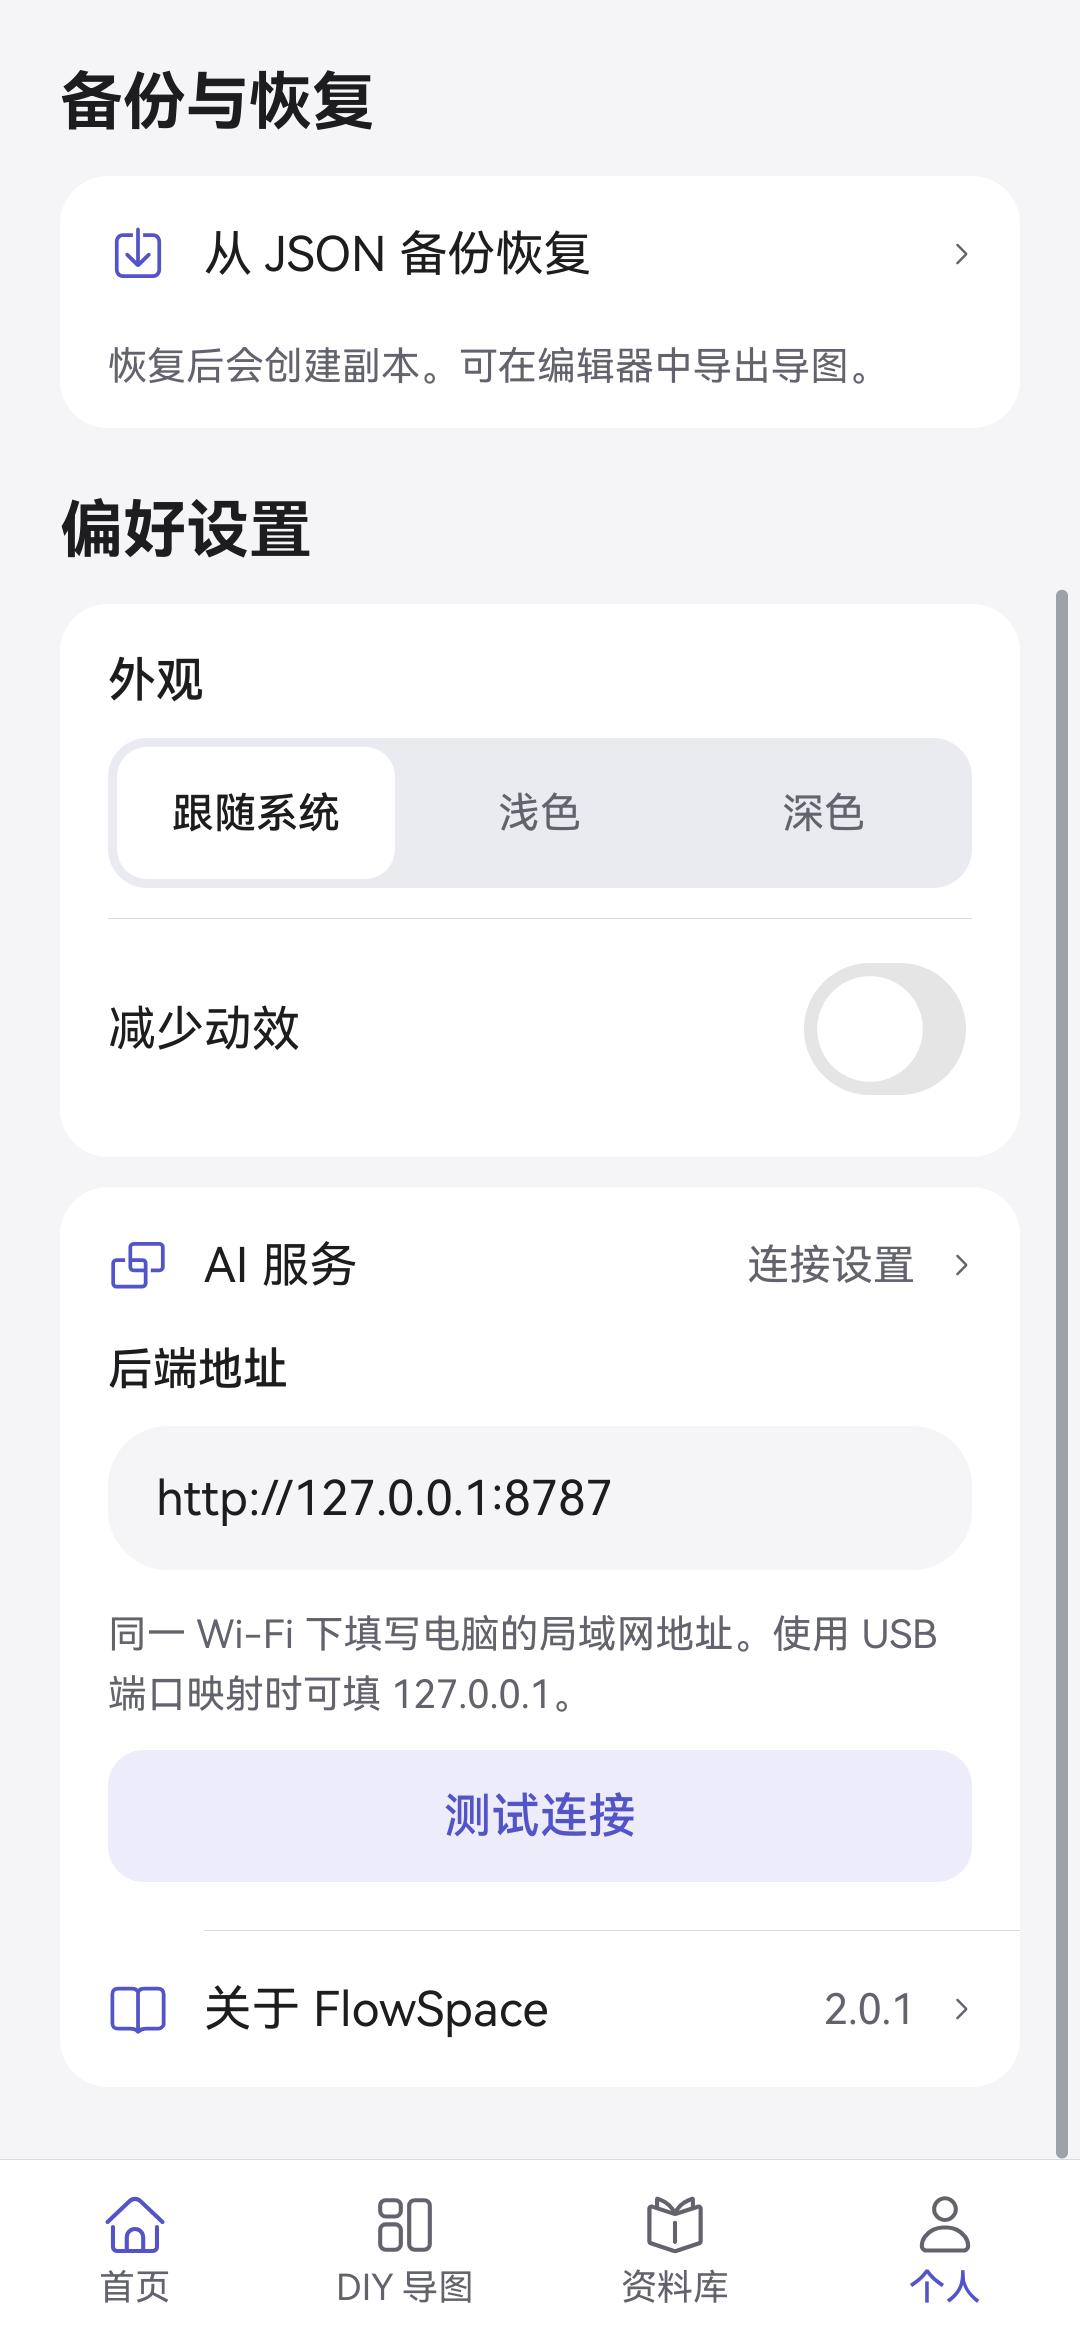 备份与恢复
从 JSON 备份恢复
恢复后会创建副本。可在编辑器中导出导图。
偏好设置
外观
跟随系统 浅色 深色
减少动效
AI 服务 连接设置
后端地址
http://127.0.0.1:8787
同一 Wi-Fi 下填写电脑的局域网地址。使用 USB
端口映射时可填 127.0.0.1。
测试连接
关于 FlowSpace 2.0.1
首页 DIY 导图 资料库 个人